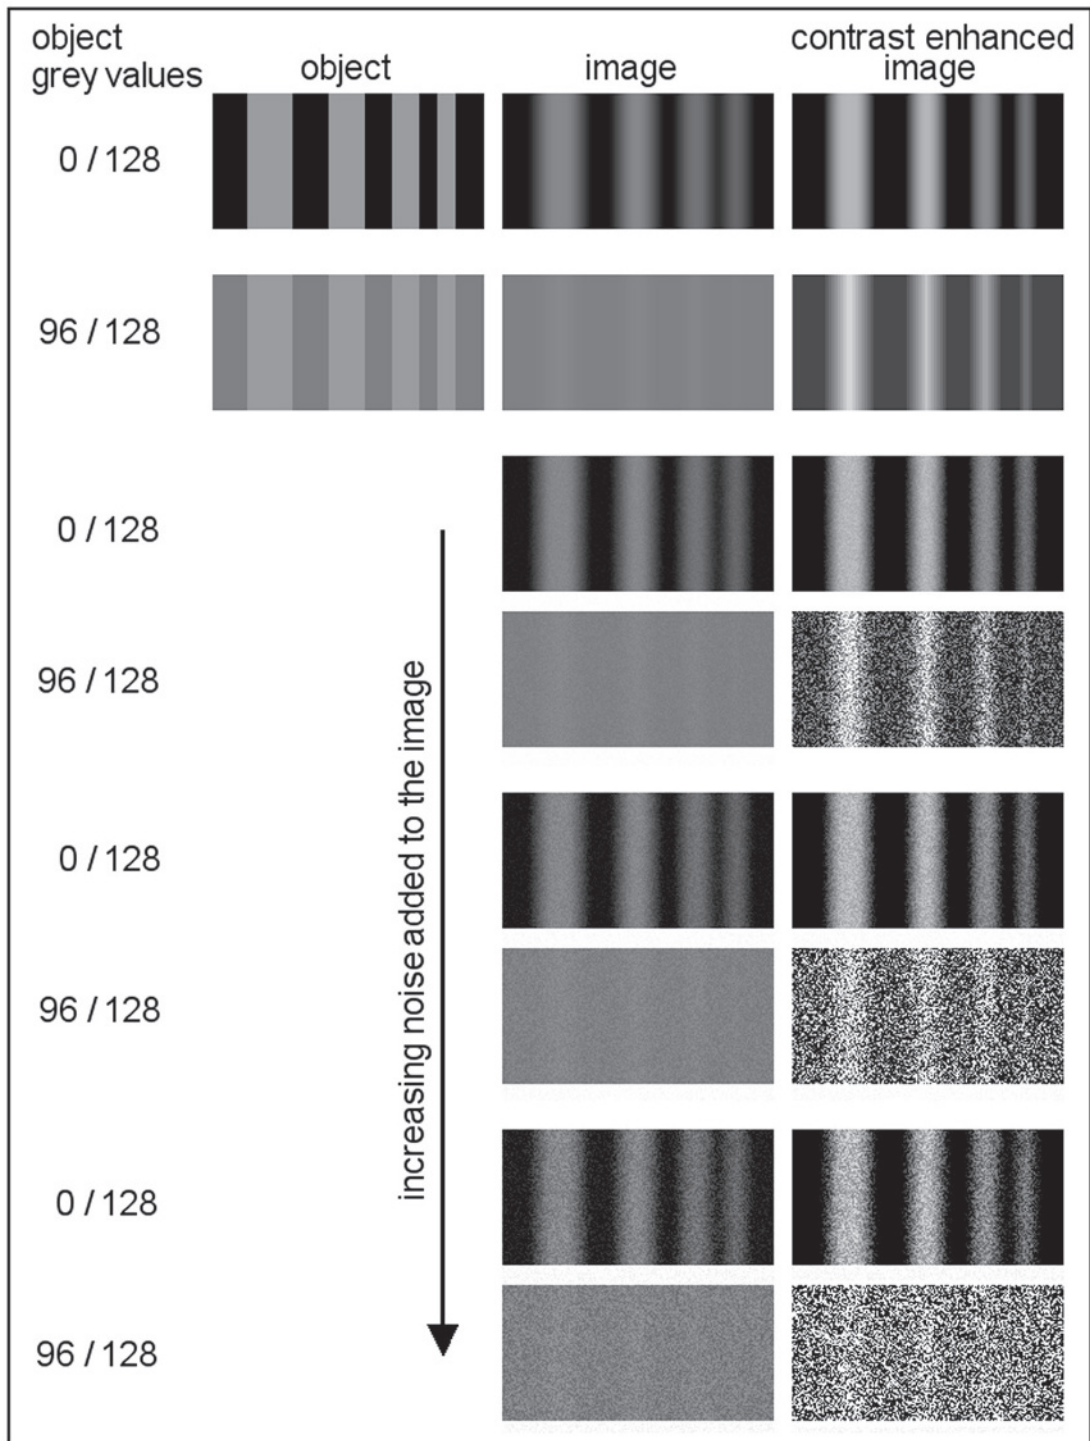 object
grey values
object
image
contrast enhanced
image
0 / 128
96 / 128
0 / 128
96 / 128
0 / 128
96 / 128
0 / 128
96 / 128
increasing noise added to the image